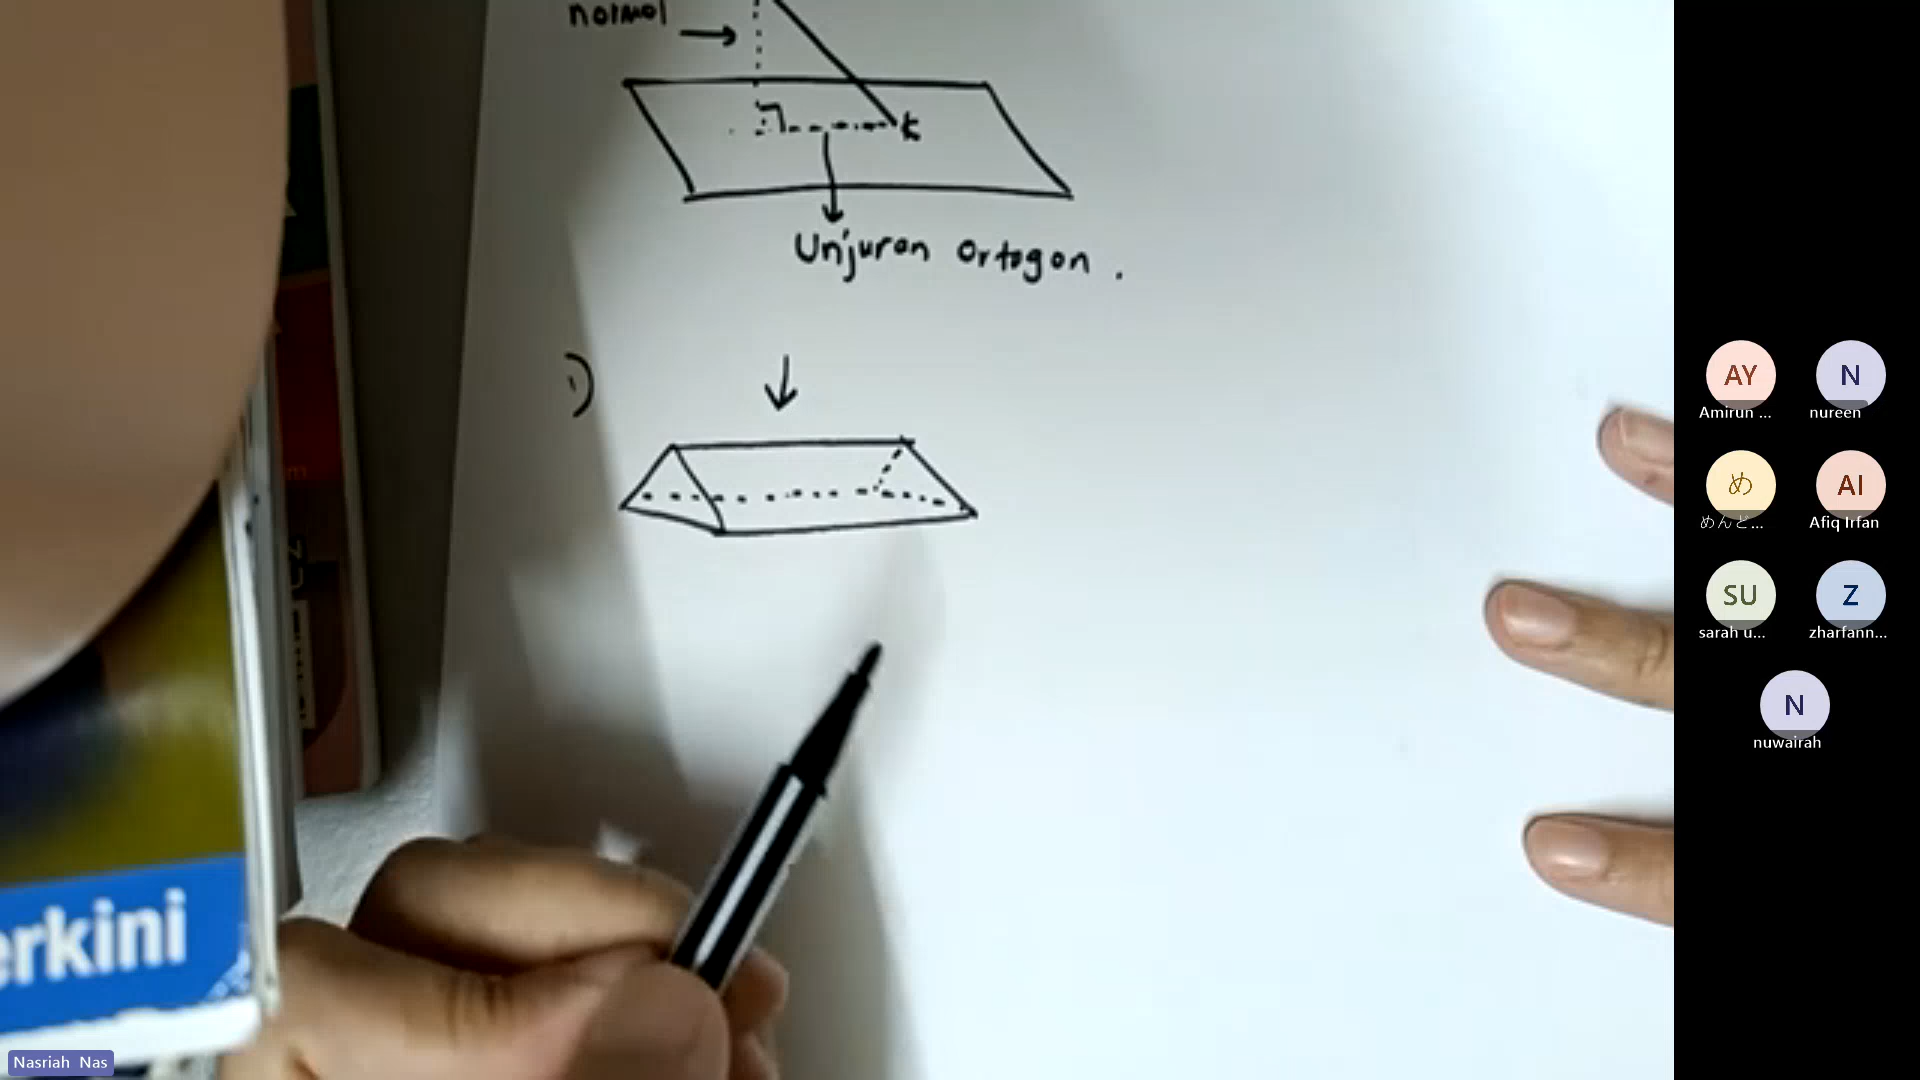 normal
k
Unjuran Ortogon .
i)
erkini
Nasriah Nas
AY
Amirun ...
N
nureen
め
めんど...
AI
Afiq Irfan
SU
sarah u...
Z
zharfann...
N
nuwairah